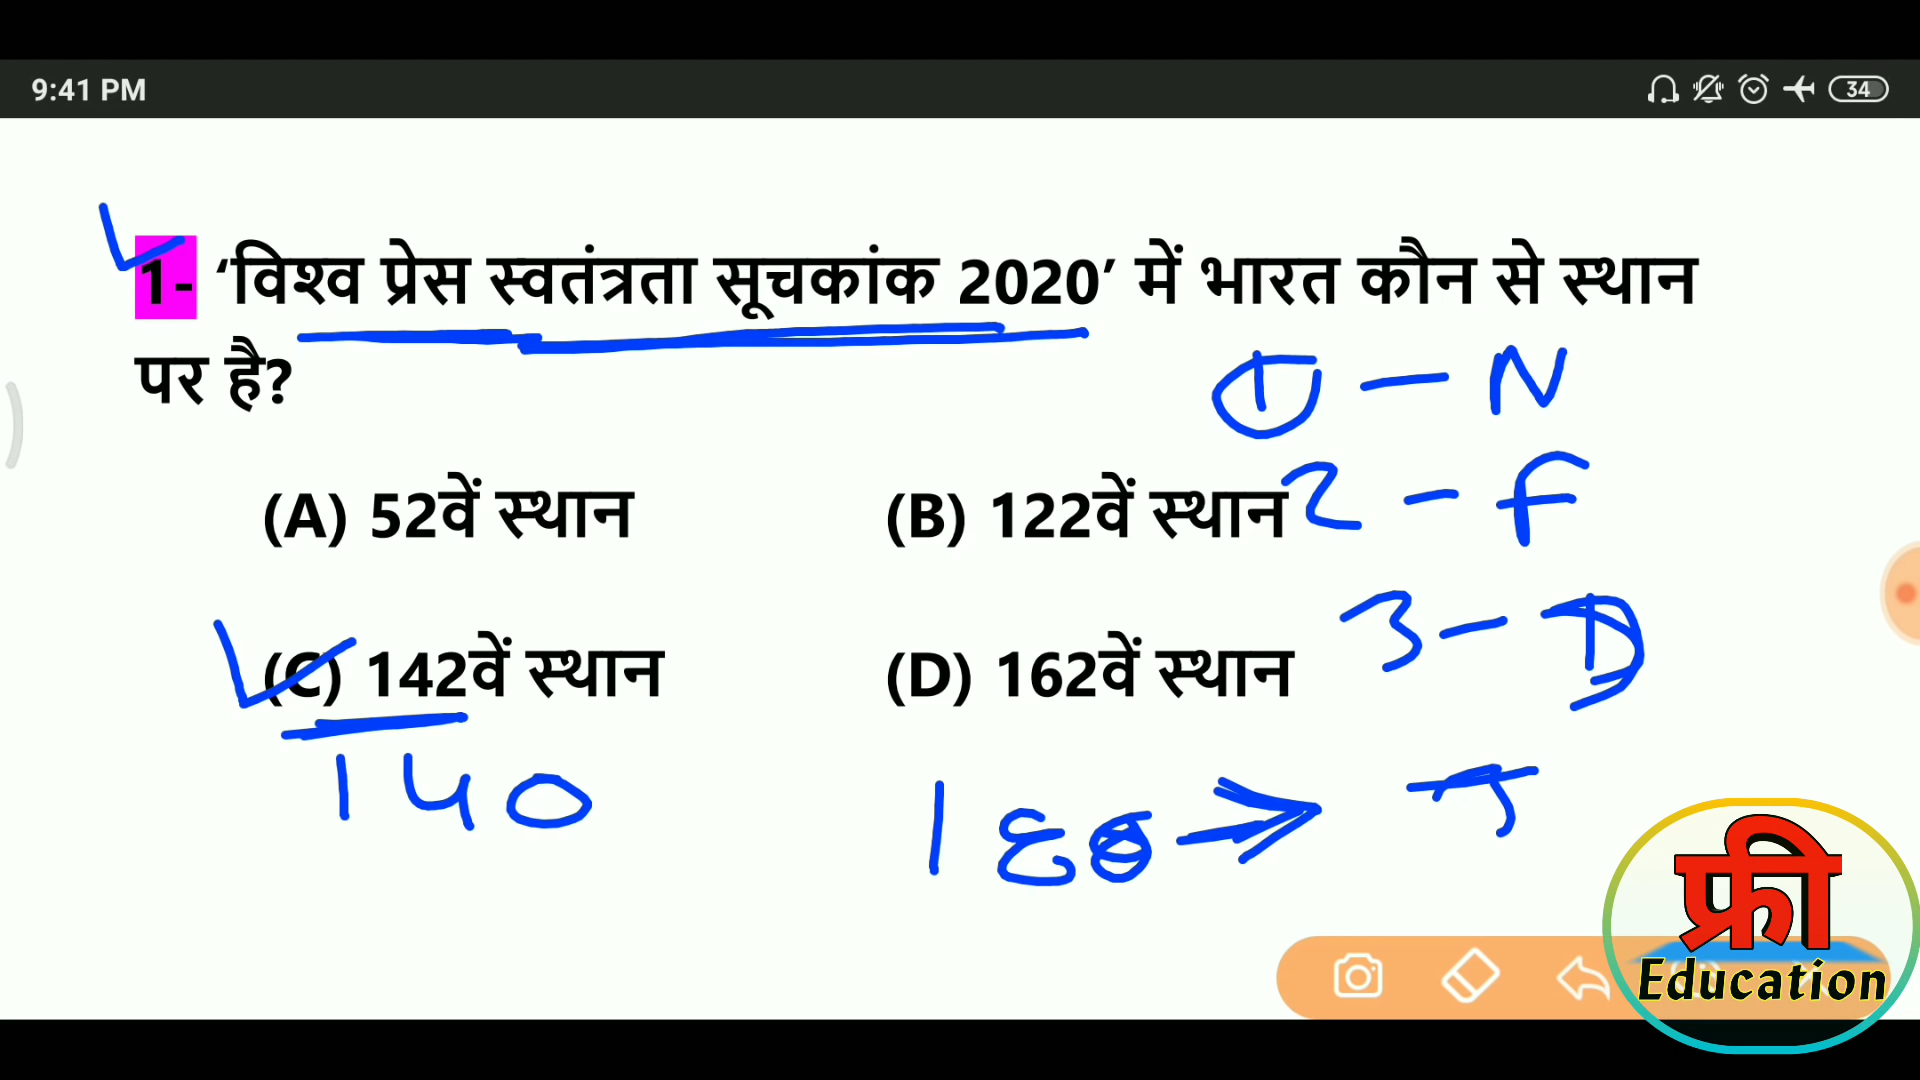 9:41 PM
34
1- ‘विश्व प्रेस स्वतंत्रता सूचकांक 2020’ में भारत कौन से स्थान
पर है?
① - N
(A) 52वें स्थान (B) 122वें स्थान 2 - F
(C) 142वें स्थान (D) 162वें स्थान 3 - D
140
फ्री
Education